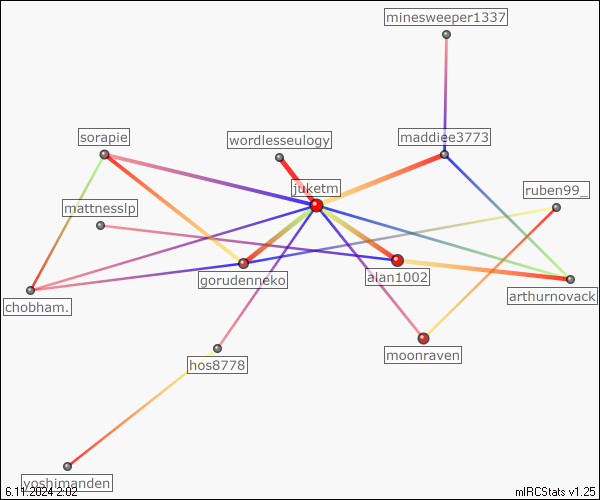 minesweeper1337
sorapie
wordlesseulogy
maddiee3773
juketm
ruben99_
mattnesslp
gorudenneko
alan1002
chobham.
arthurnovack
hos8778
moonraven
yoshimanden
6.11.2024 2:02
mIRCStats v1.25